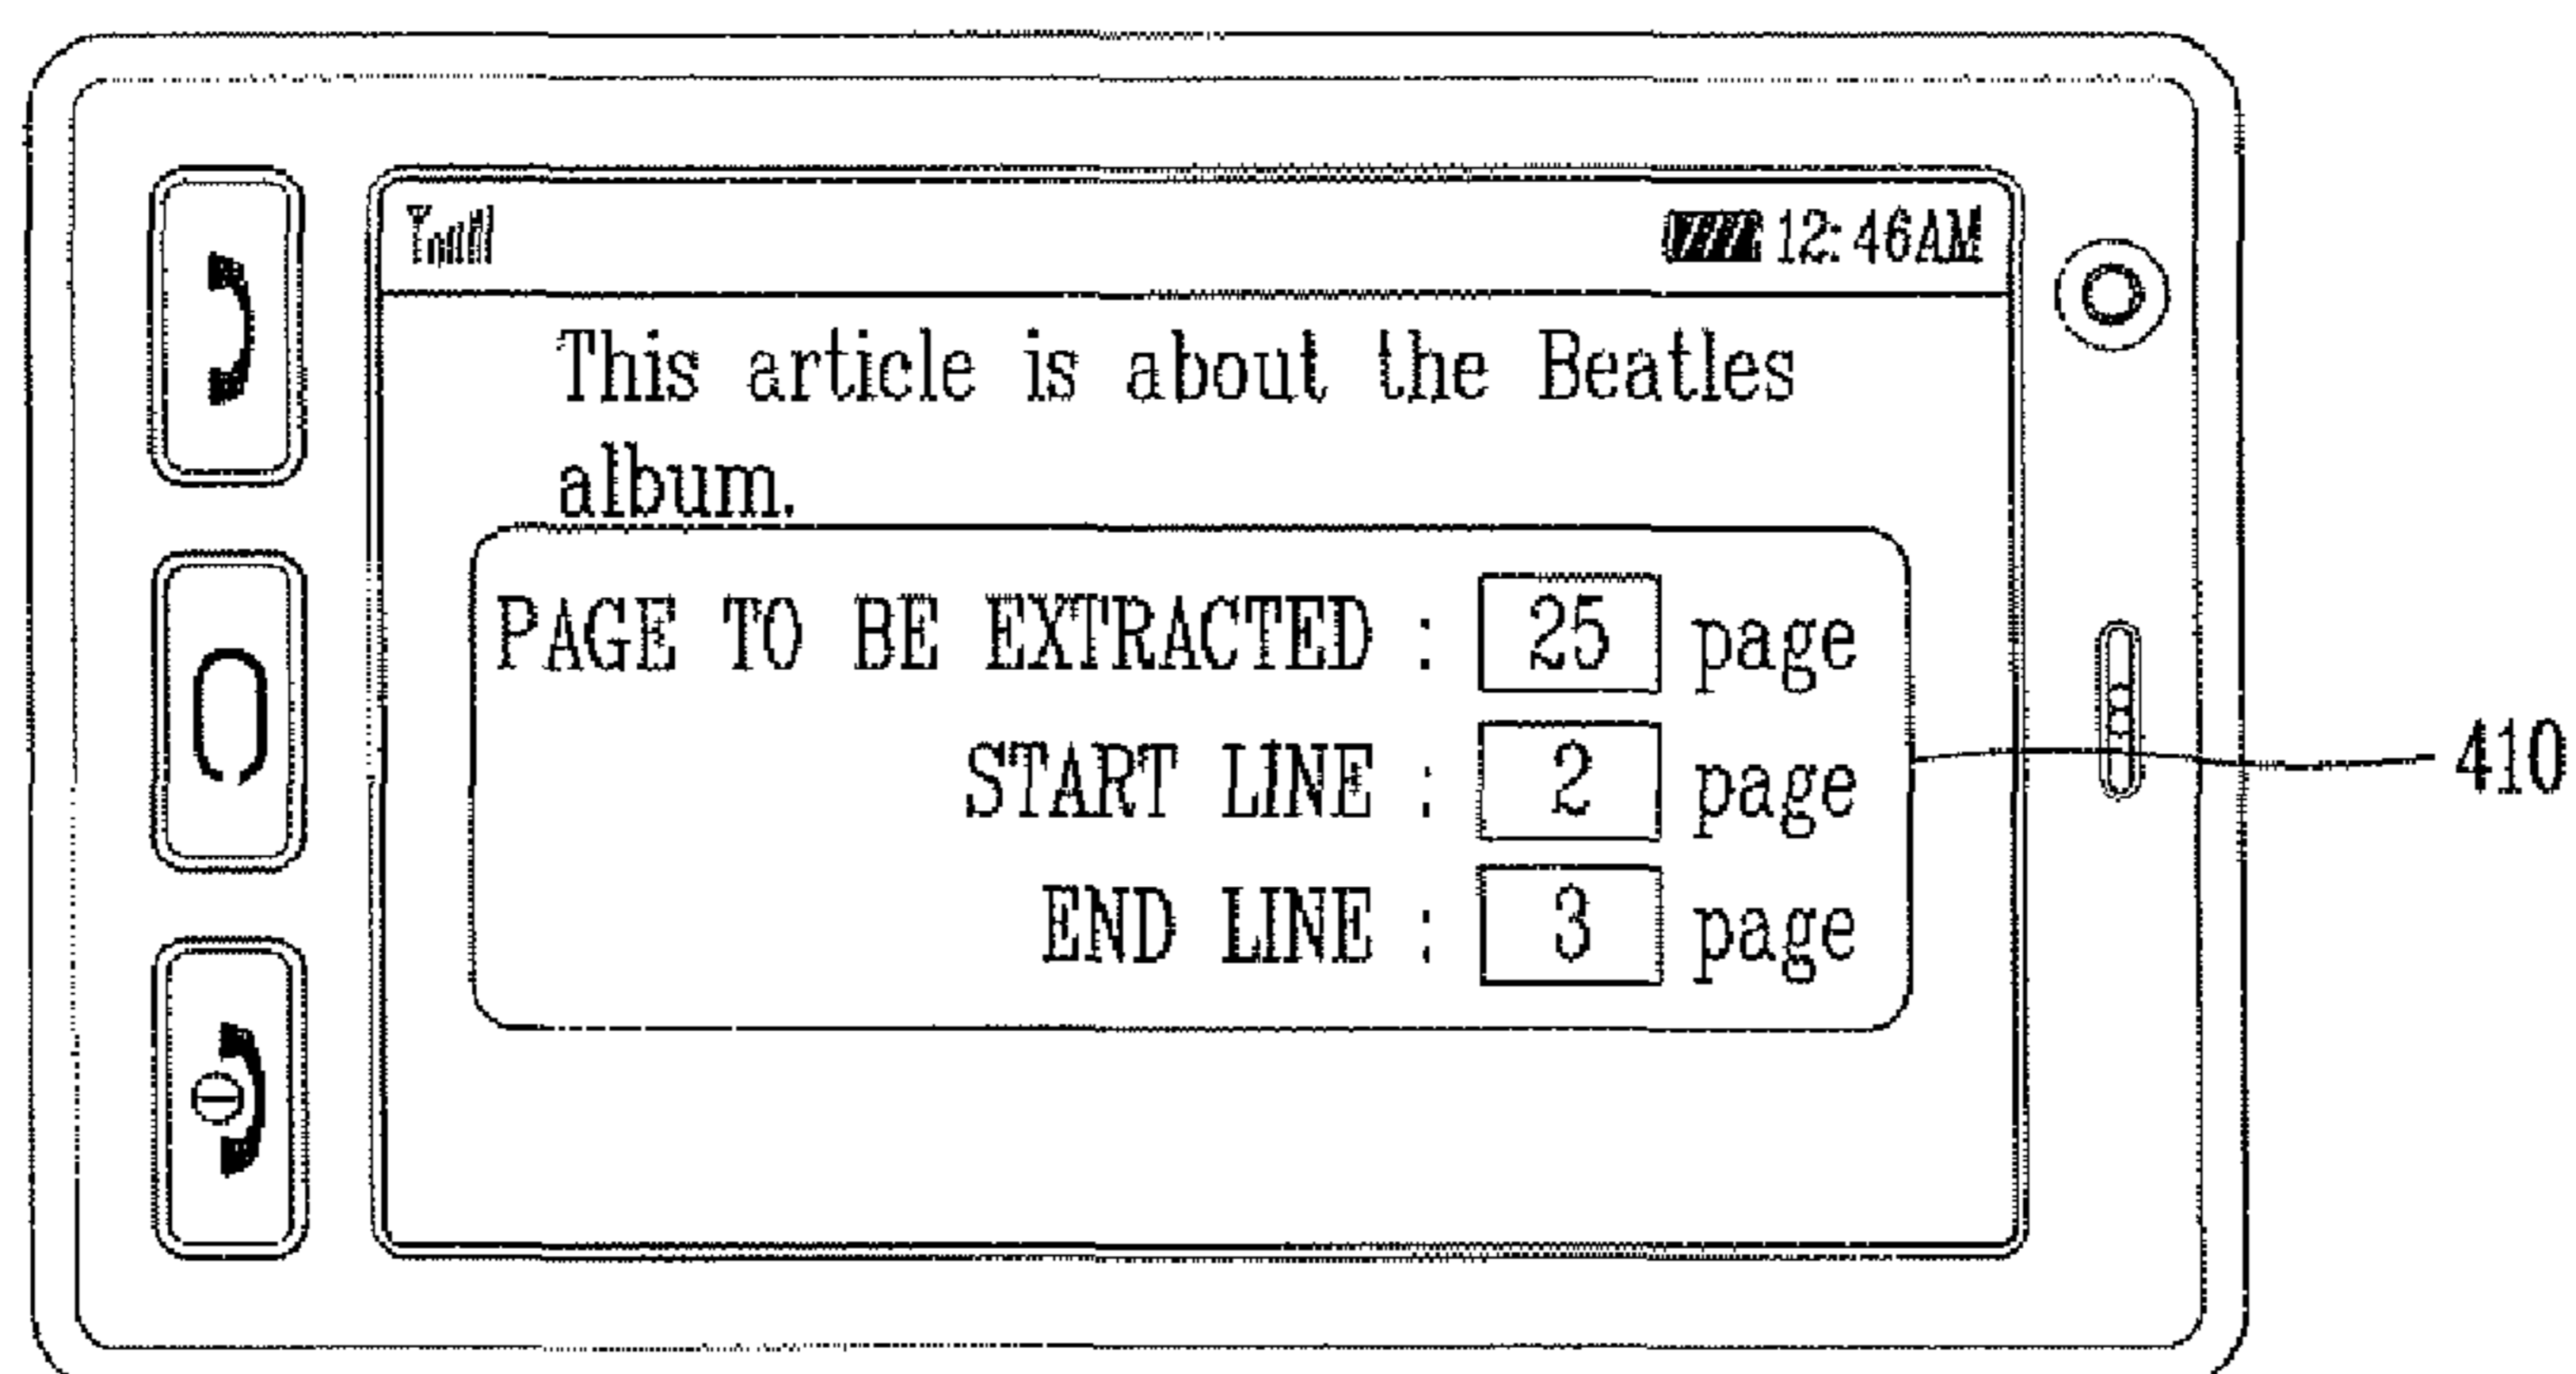 12:46AM
This article is about the Beatles
album.
PAGE TO BE EXTRACTED : 25 page
START LINE : 2 page
END LINE : 3 page
410